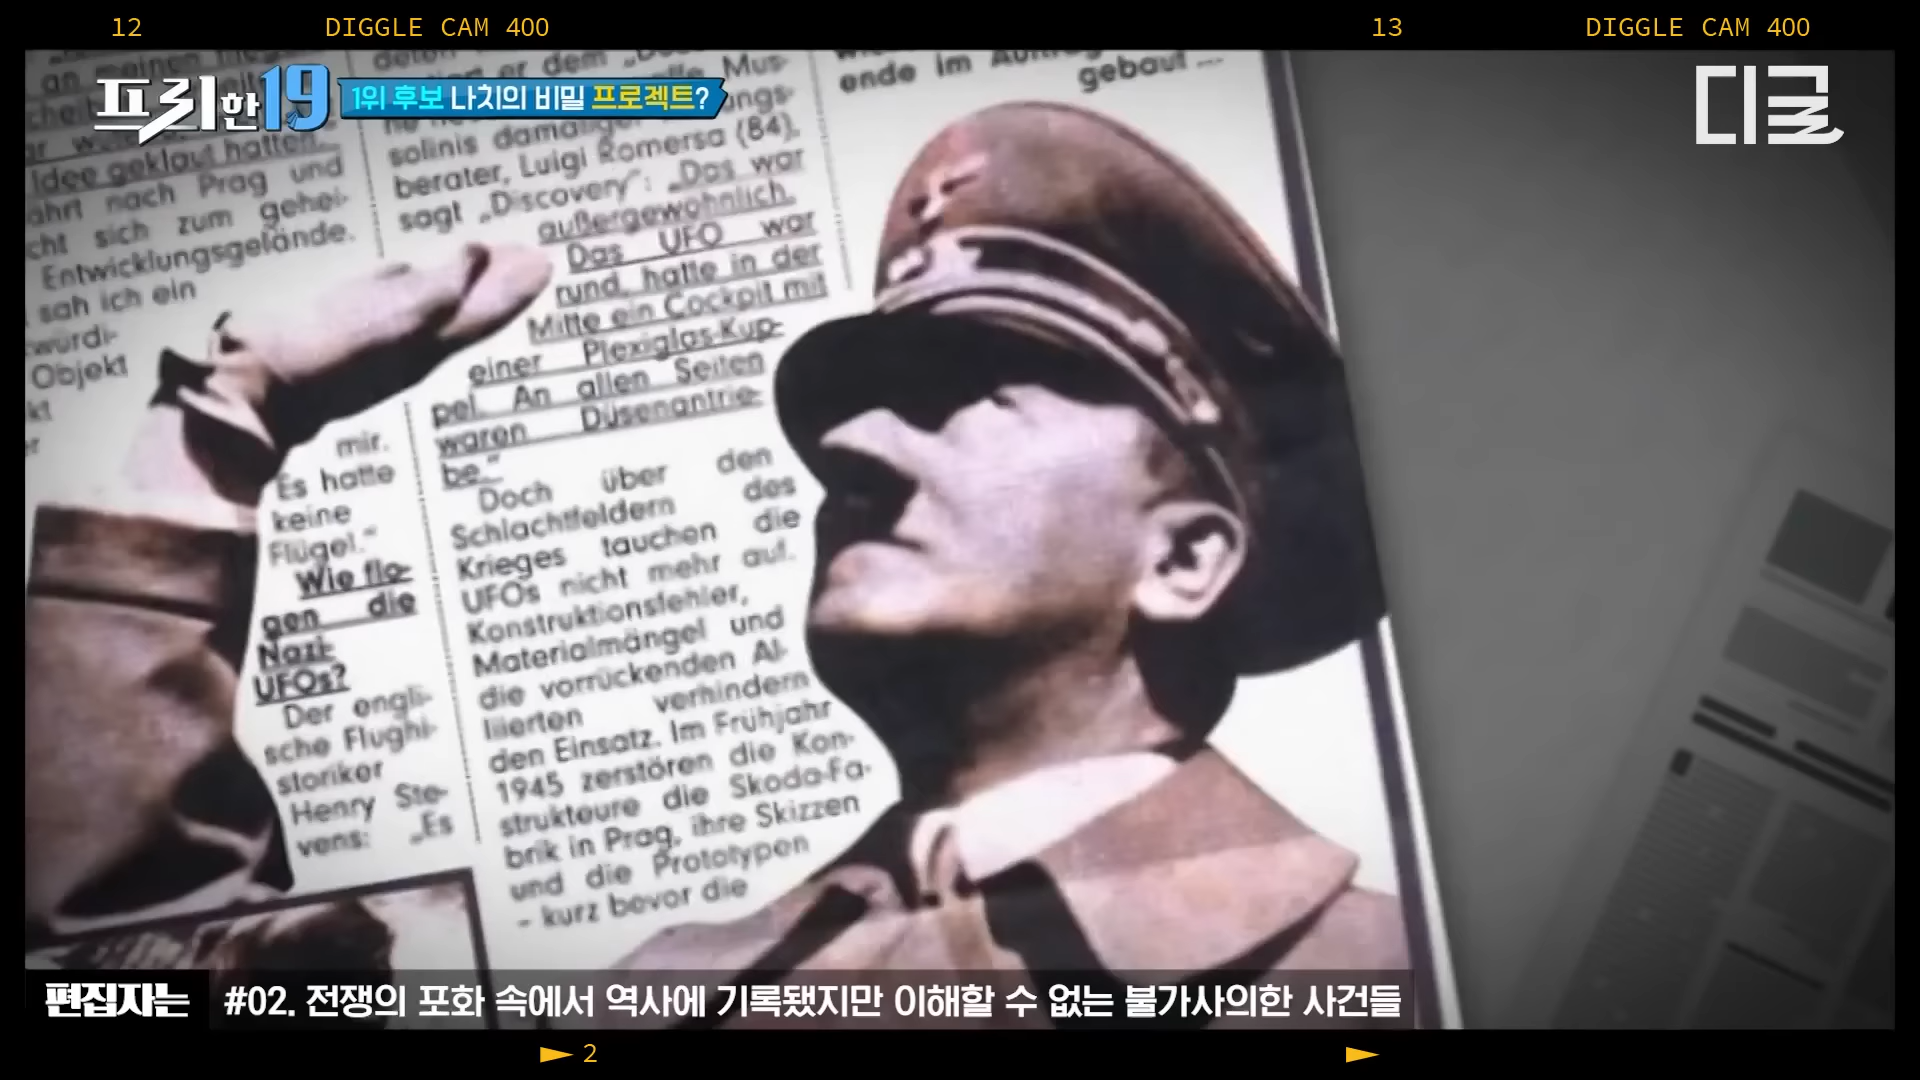 12
DIGGLE CAM 400
13
DIGGLE CAM 400
프리한19
1위 후보 나치의 비밀 프로젝트?
디글
an meinen
Idee geklaut hatten.
nach Prag und
sich zum gehei-
Entwicklungsgelände.
sah ich ein
würdi-
Objekt
mir.
Es hatte
keine
Flügel.“
Wie flo-
gen die
Nazi-
UFOs?
Der engli-
sche Flughi-
storiker
Henry Ste-
vens: „Es
er dem
Mus-
solinis damaliger
berater, Luigi Romersa (84),
sagt „Discovery“: „Das war
außergewöhnlich.
Das UFO war
rund, hatte in der
Mitte ein Cockpit mit
einer Plexiglas-Kup-
pel. An allen Seiten
waren Düsenantrie-
be.“
Doch über den
Schlachtfeldern des
Krieges tauchen die
UFOs nicht mehr auf.
Konstruktionsfehler,
Materialmängel und
die vorrückenden Al-
liierten verhindern
den Einsatz. Im Frühjahr
1945 zerstören die Kon-
strukteure die Skoda-Fa-
brik in Prag, ihre Skizzen
und die Prototypen
- kurz bevor die
ende im Auftrag
gebaut ...
편집자는
#02. 전쟁의 포화 속에서 역사에 기록됐지만 이해할 수 없는 불가사의한 사건들
2